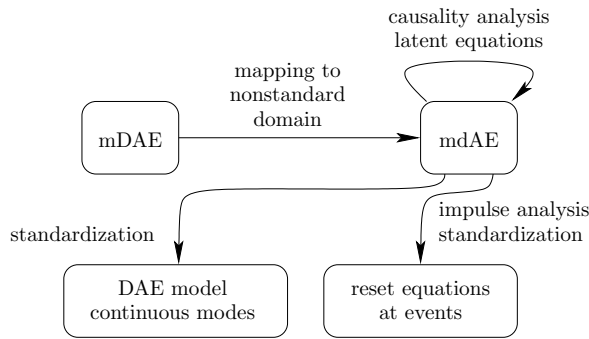 causality analysis
latent equations
mapping to
nonstandard
domain
mDAE
mdAE
impulse analysis
standardization
standardization
DAE model
continuous modes
reset equations
at events